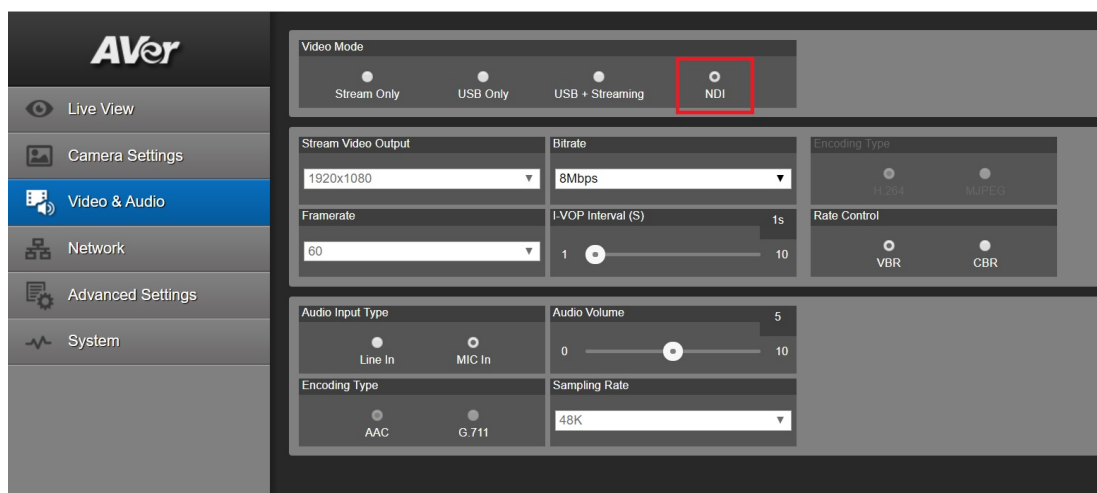 AVer
Live View
Camera Settings
Video & Audio
Network
Advanced Settings
System
Video Mode
Stream Only USB Only USB + Streaming NDI
Stream Video Output Bitrate Encoding Type
1920x1080 8Mbps H.264 MJPEG
Framerate I-VOP Interval (S) 1s Rate Control
60 1 10 VBR CBR
Audio Input Type Audio Volume 5
Line In MIC In 0 10
Encoding Type Sampling Rate
AAC G.711 48K